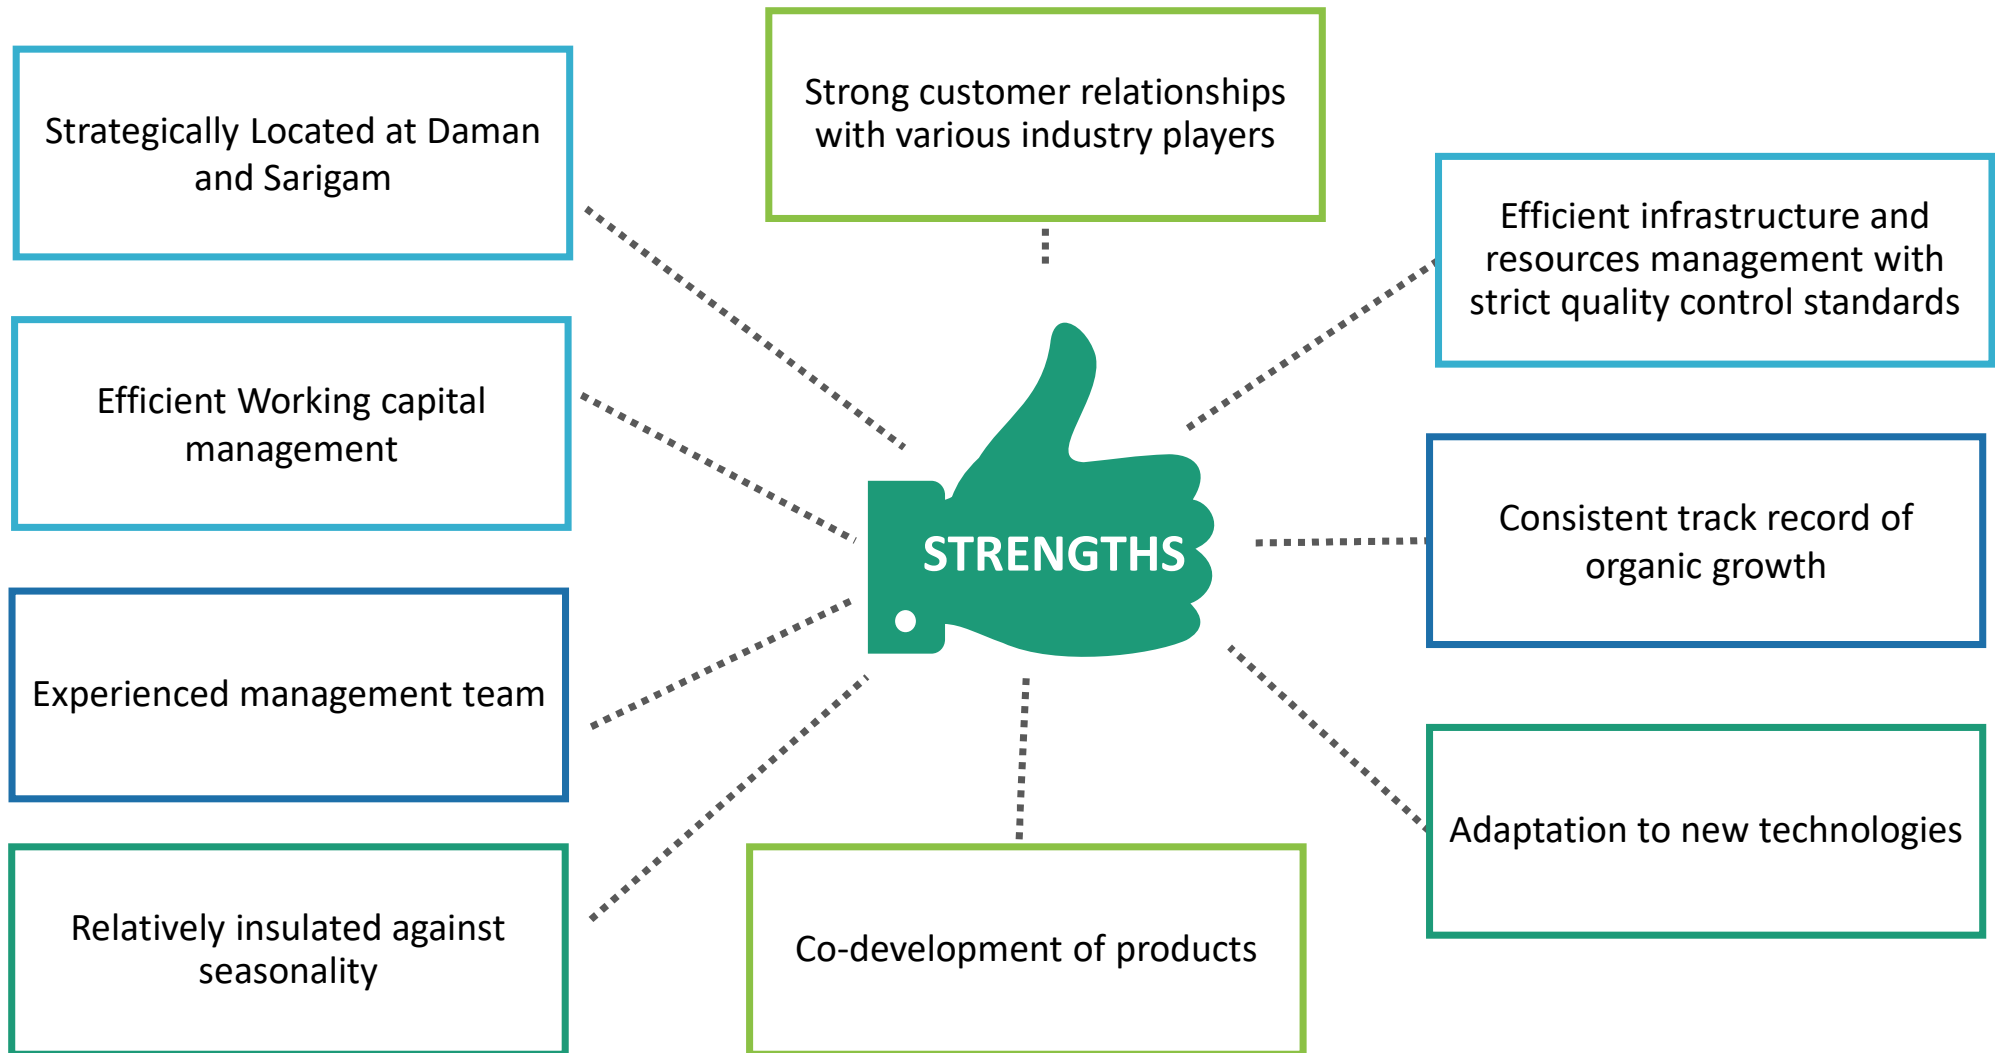 Strong customer relationships
with various industry players
Strategically Located at Daman
and Sarigam
Efficient infrastructure and
resources management with
strict quality control standards
Efficient Working capital
management
Consistent track record of
organic growth
STRENGTHS
Experienced management team
Adaptation to new technologies
Relatively insulated against
seasonality
Co-development of products